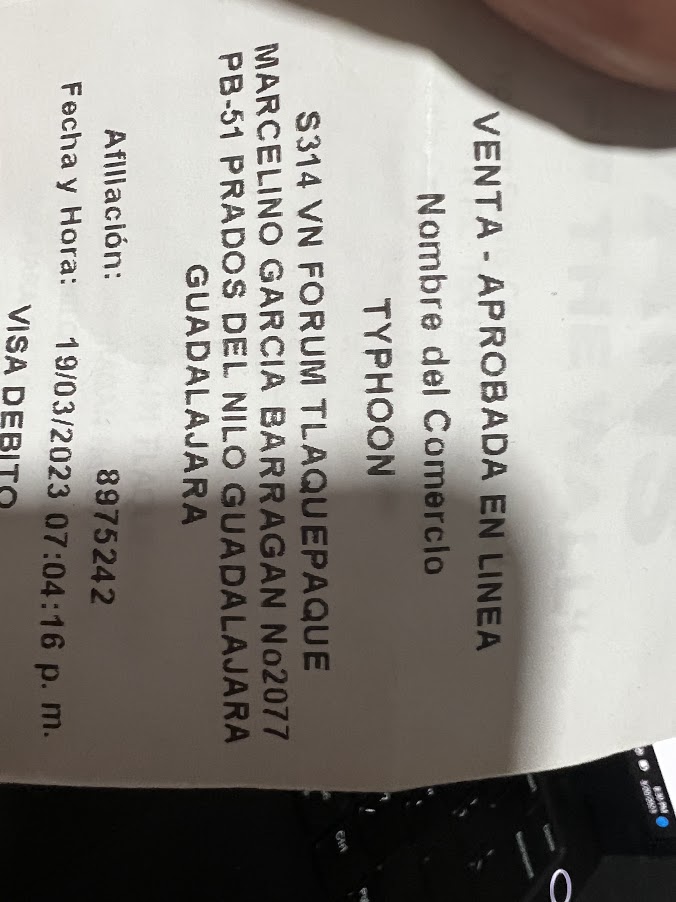 VENTA - APROBADA EN LINEA
Nombre del Comercio
TYPHOON
S314 VN FORUM TLAQUEPAQUE
MARCELINO GARCIA BARRAGAN No2077
PB-51 PRADOS DEL NILO GUADALAJARA
GUADALAJARA
Afiliación: 8975242
Fecha y Hora: 19/03/2023 07:04:16 p. m.
VISA DEBITO